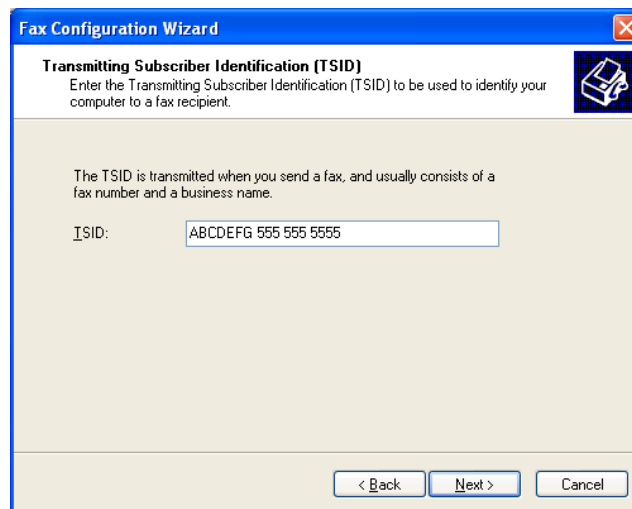 Fax Configuration Wizard
Transmitting Subscriber Identification (TSID)
Enter the Transmitting Subscriber Identification (TSID) to be used to identify your
computer to a fax recipient.
The TSID is transmitted when you send a fax, and usually consists of a
fax number and a business name.
TSID: ABCDEFG 555 555 5555
< Back Next > Cancel